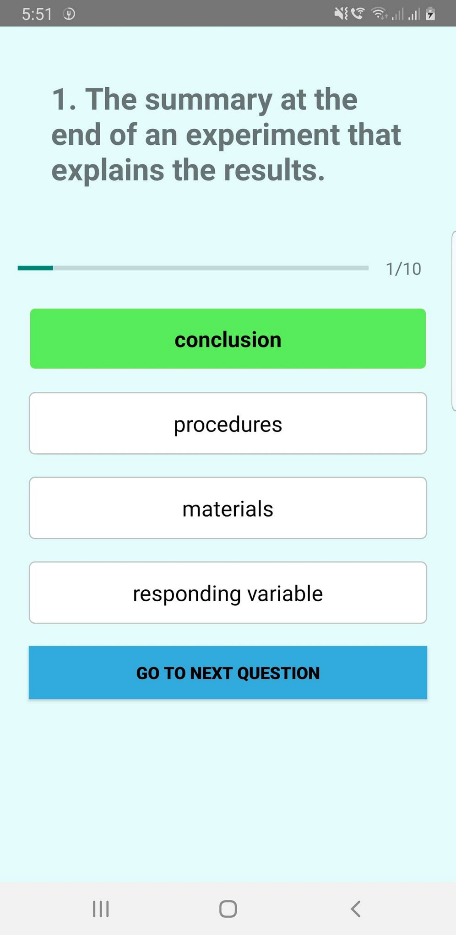 5:51
1. The summary at the
end of an experiment that
explains the results.
1/10
conclusion
procedures
materials
responding variable
GO TO NEXT QUESTION